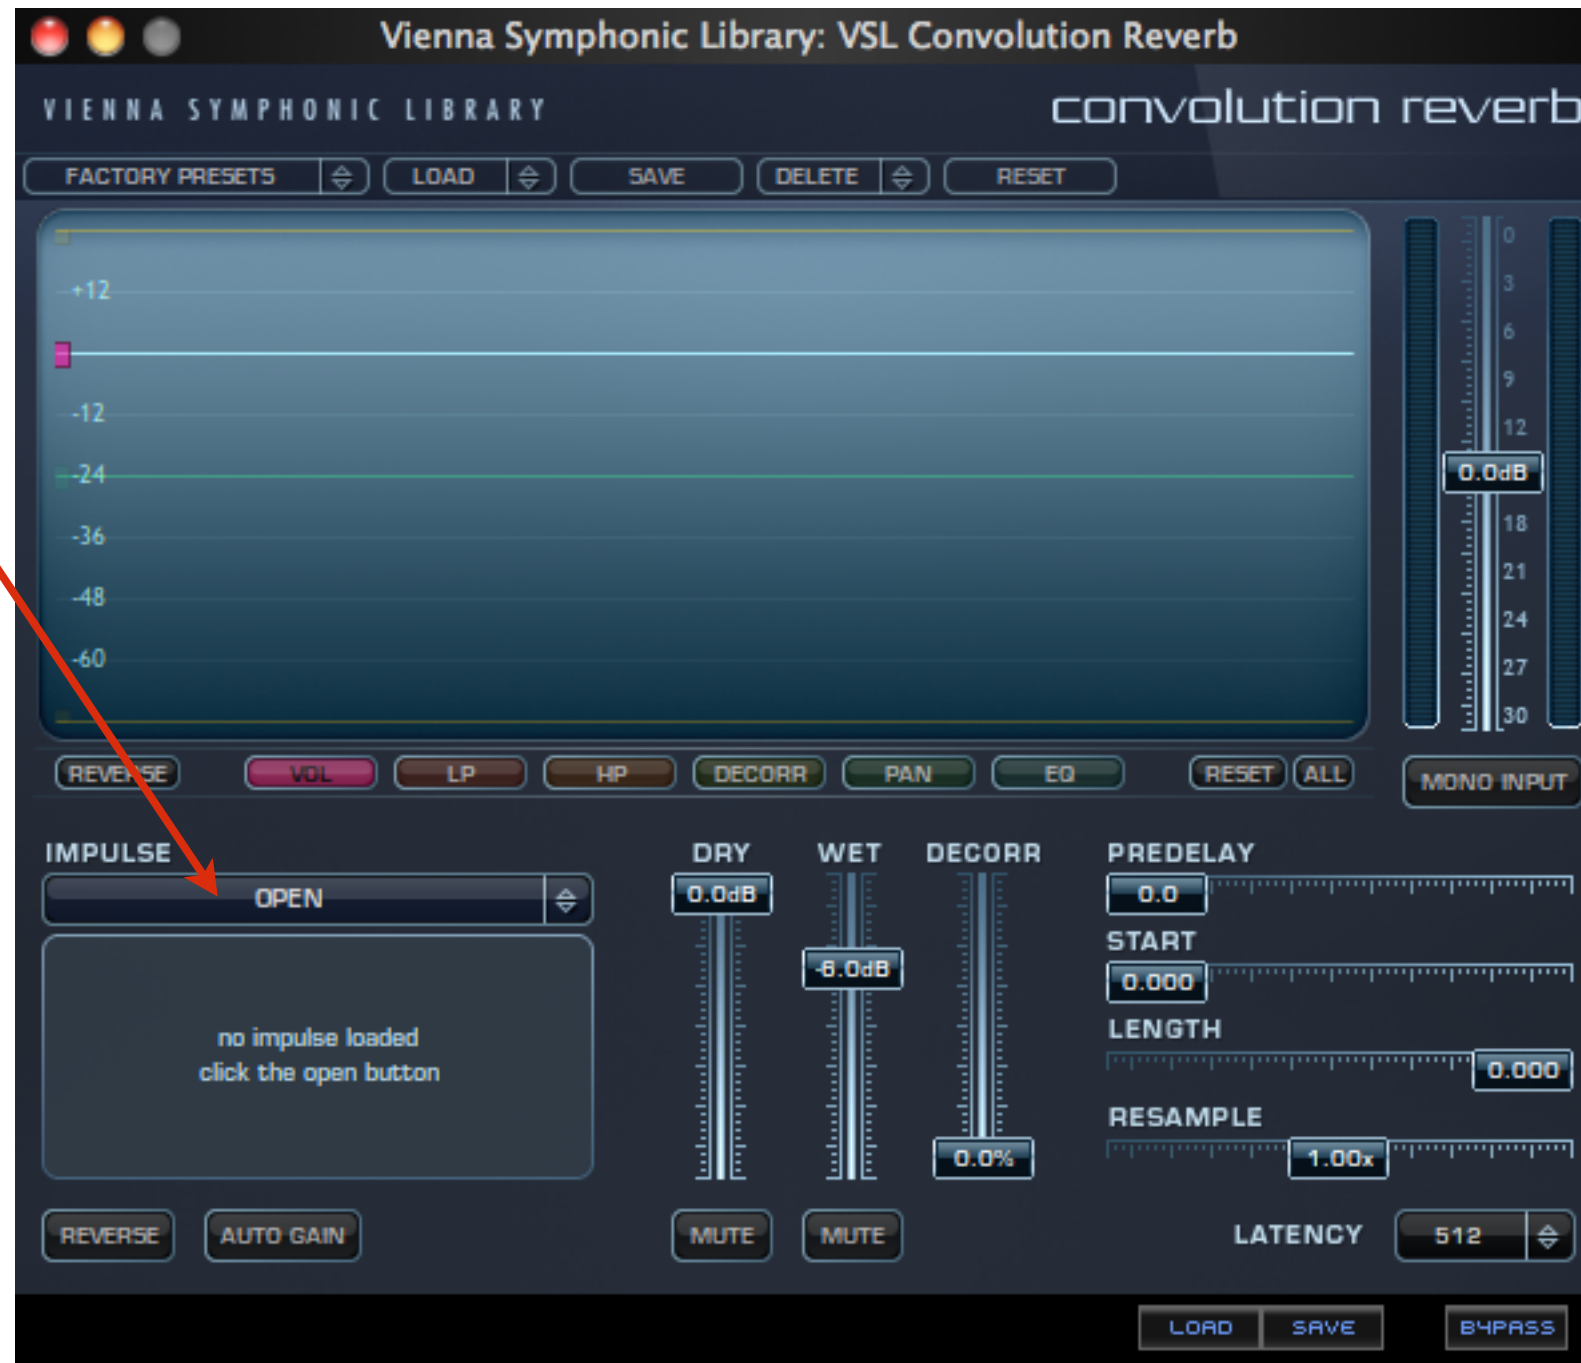 Vienna Symphonic Library: VSL Convolution Reverb
VIENNA SYMPHONIC LIBRARY
convolution reverb
FACTORY PRESETS LOAD SAVE DELETE RESET
+12
-12
-24
-36
-48
-60
0
3
6
9
12
0.0dB
18
21
24
27
30
REVERSE VOL LP HP DECORR PAN EQ RESET ALL
MONO INPUT
IMPULSE
OPEN
no impulse loaded
click the open button
REVERSE AUTO GAIN
DRY WET DECORR
0.0dB
-6.0dB
0.0%
MUTE MUTE
PREDELAY
0.0
START
0.000
LENGTH
0.000
RESAMPLE
1.00x
LATENCY 512
LOAD SAVE BYPASS